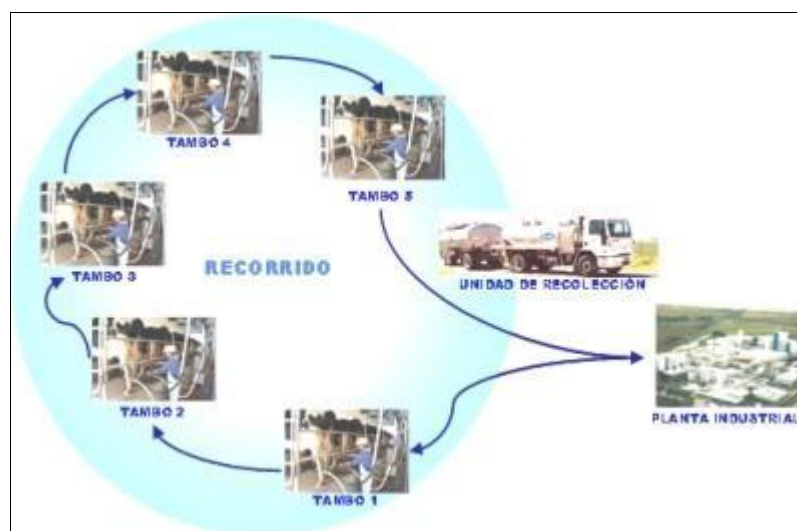 TAMBO 4
TAMBO 5
TAMBO 3
RECORRIDO
UNIDAD DE RECOLECCIÓN
TAMBO 2
PLANTA INDUSTRIAL
TAMBO 1